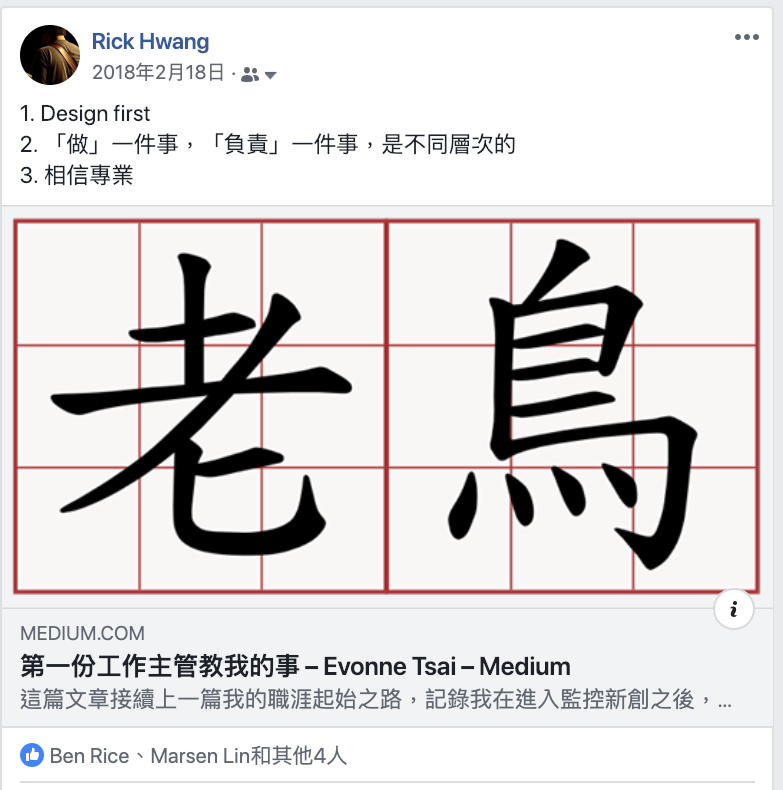 Rick Hwang
2018年2月18日 ·
1. Design first
2. 「做」一件事，「負責」一件事，是不同層次的
3. 相信專業
老鳥
i
MEDIUM.COM
第一份工作主管教我的事 – Evonne Tsai – Medium
這篇文章接續上一篇我的職涯起始之路，記錄我在進入監控新創之後，...
Ben Rice、Marsen Lin和其他4人